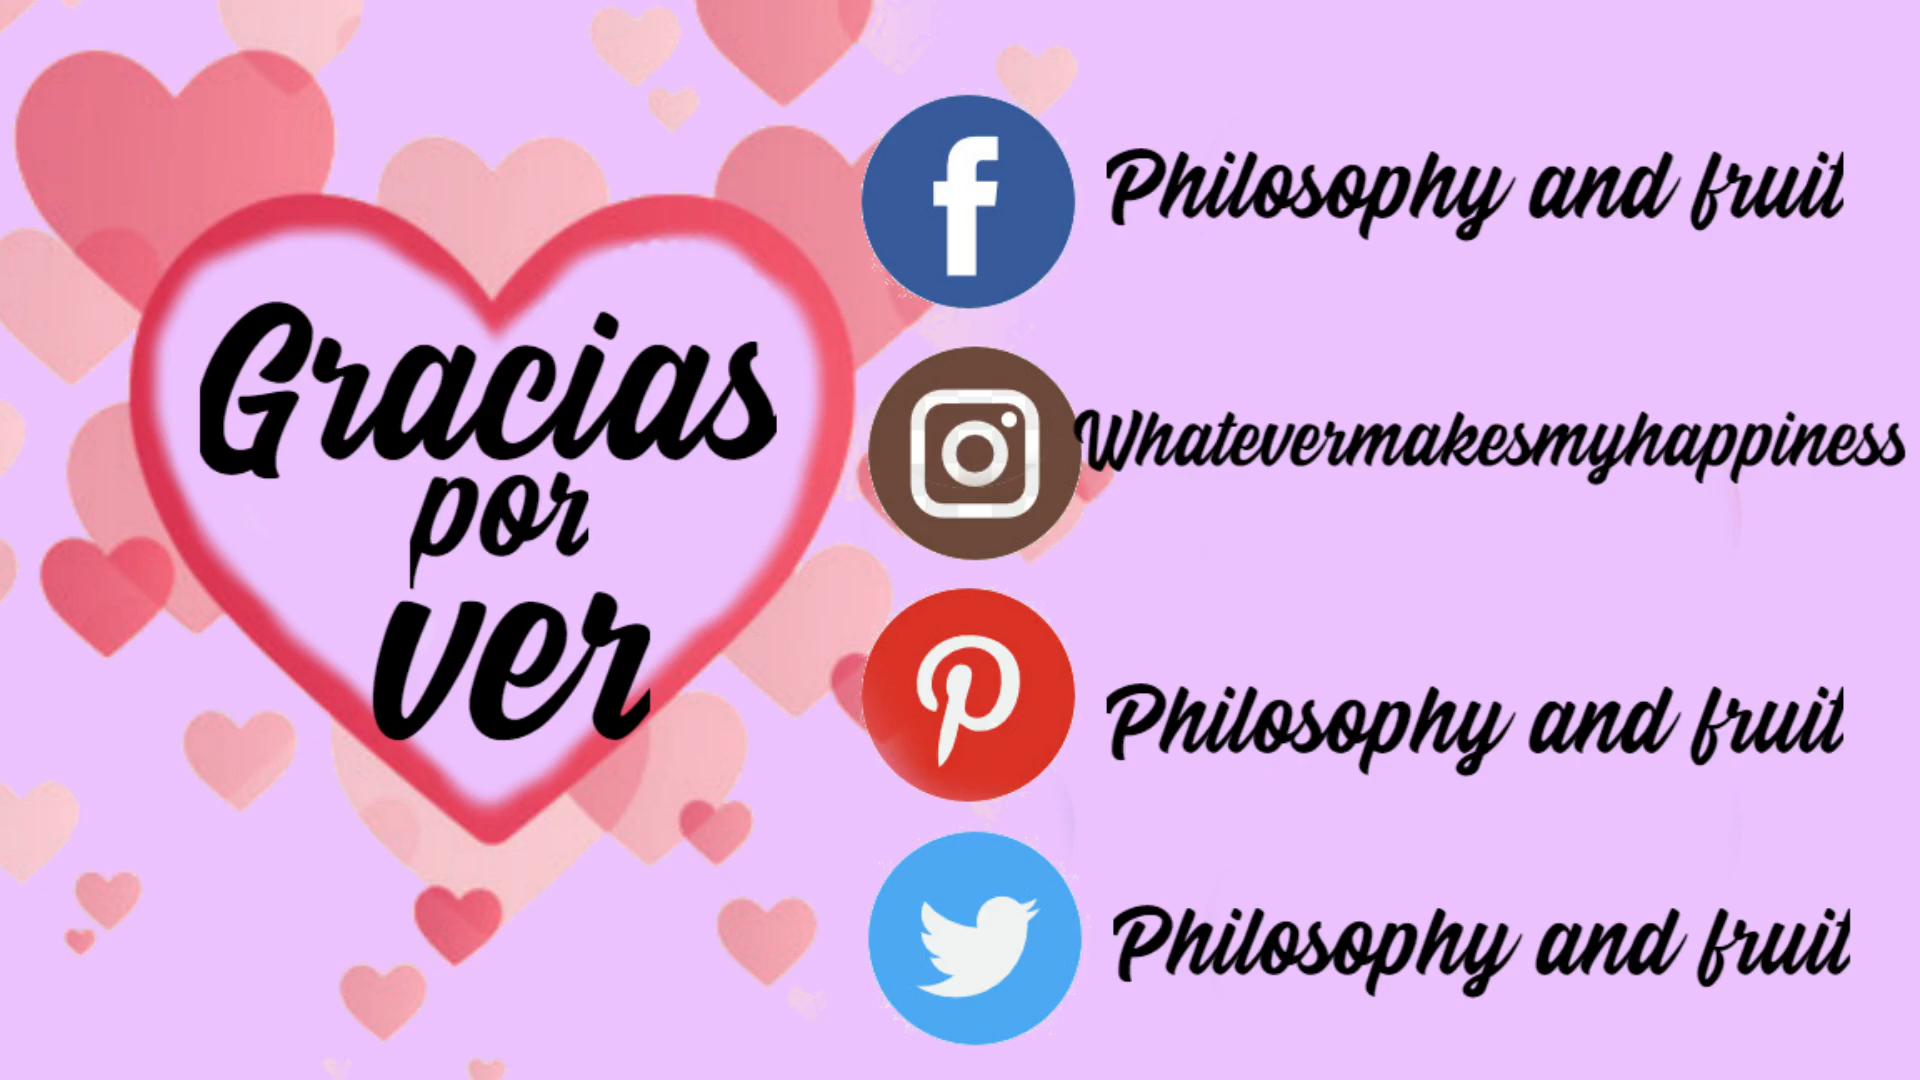 Gracias
por
ver
Philosophy and fruit
Whatevermakesmyhappiness
Philosophy and fruit
Philosophy and fruit